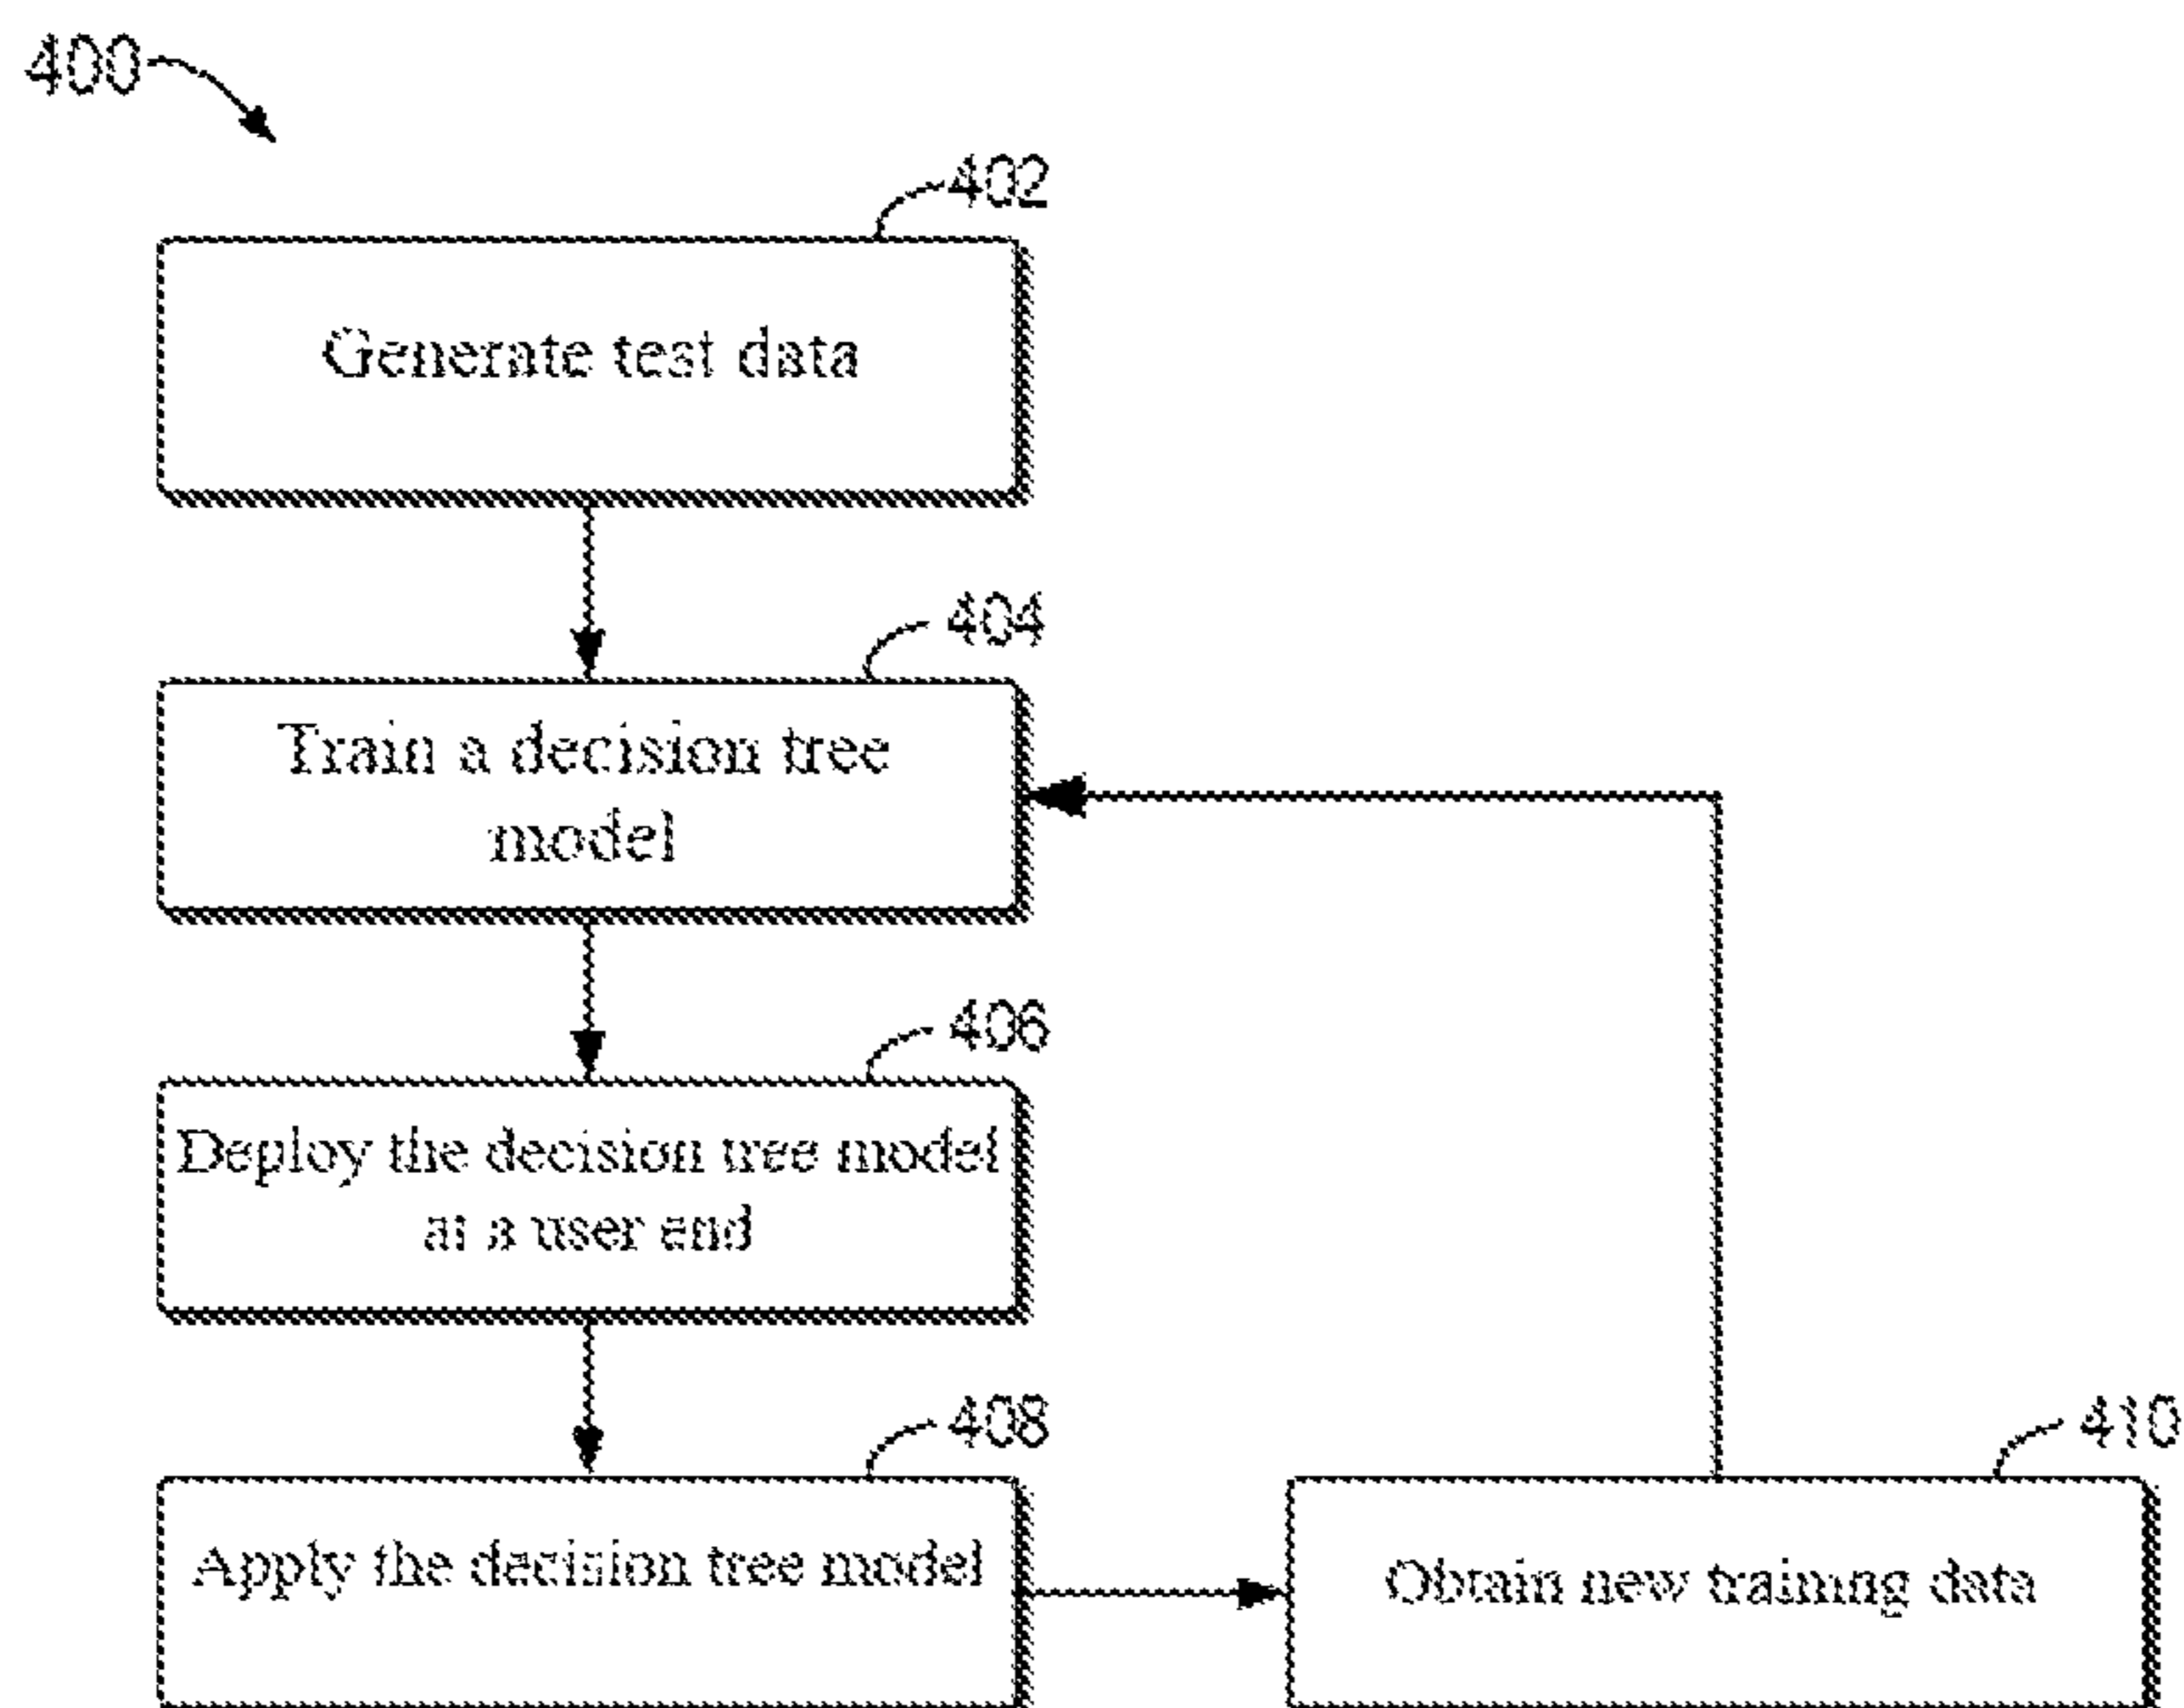 400
402
Generate test data
404
Train a decision tree
model
406
Deploy the decision tree model
at a user end
408
Apply the decision tree model
410
Obtain new training data